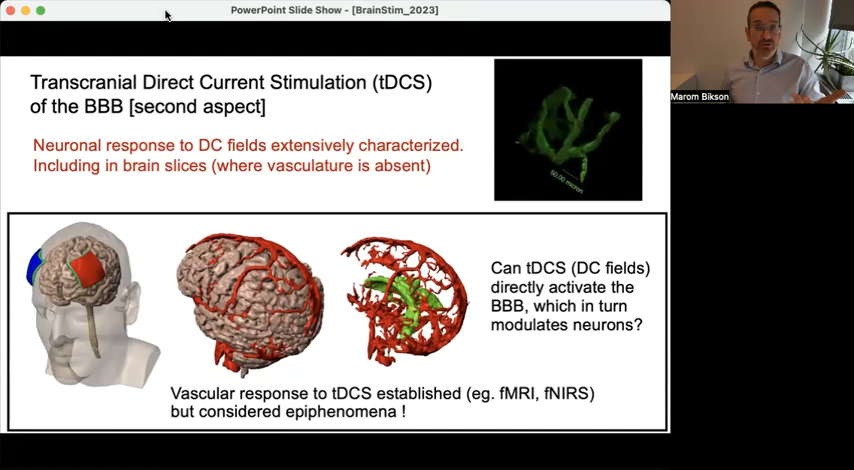 PowerPoint Slide Show - [BrainStim_2023]
Transcranial Direct Current Stimulation (tDCS)
of the BBB [second aspect]
Neuronal response to DC fields extensively characterized.
Including in brain slices (where vasculature is absent)
50.00 micron
Marom Bikson
Can tDCS (DC fields)
directly activate the
BBB, which in turn
modulates neurons?
Vascular response to tDCS established (eg. fMRI, fNIRS)
but considered epiphenomena !